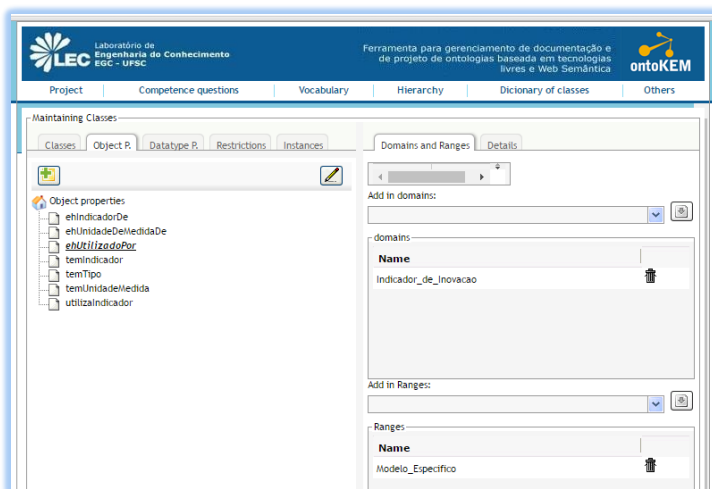 LEC
Laboratório de
Engenharia do Conhecimento
EGC - UFSC
Ferramenta para gerenciamento de documentação e
de projeto de ontologias baseada em tecnologias
livres e Web Semântica
ontoKEM
Project
Competence questions
Vocabulary
Hierarchy
Dicionary of classes
Others
Maintaining Classes
Classes
Object P.
Datatype P.
Restrictions
Instances
Object properties
ehIndicadorDe
ehUnidadeDeMedidaDe
ehUtilizadoPor
temIndicador
temTipo
temUnidadeMedida
utilizaIndicador
Domains and Ranges
Details
Add in domains:
domains
Name
Indicador_de_Inovacao
Add in Ranges:
Ranges
Name
Modelo_Especifico